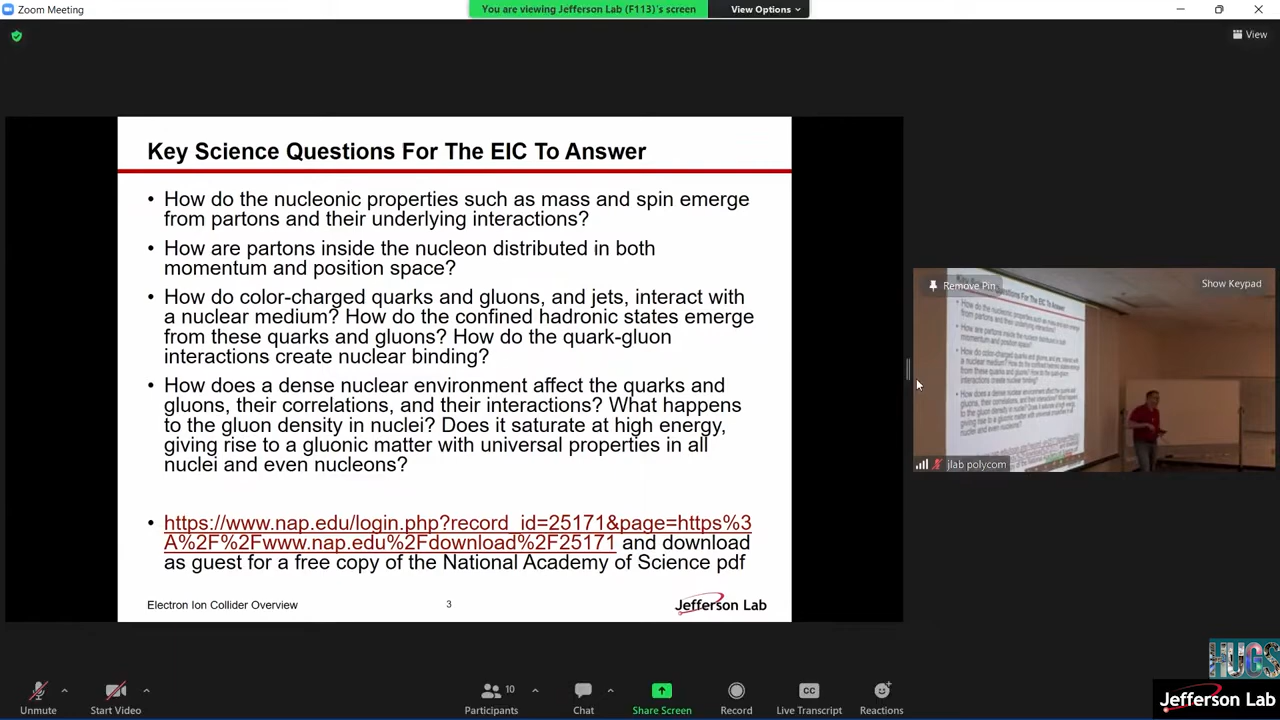 Zoom Meeting
You are viewing Jefferson Lab (F113)'s screen
View Options
View
Key Science Questions For The EIC To Answer
• How do the nucleonic properties such as mass and spin emerge
from partons and their underlying interactions?
• How are partons inside the nucleon distributed in both
momentum and position space?
• How do color-charged quarks and gluons, and jets, interact with
a nuclear medium? How do the confined hadronic states emerge
from these quarks and gluons? How do the quark-gluon
interactions create nuclear binding?
• How does a dense nuclear environment affect the quarks and
gluons, their correlations, and their interactions? What happens
to the gluon density in nuclei? Does it saturate at high energy,
giving rise to a gluonic matter with universal properties in all
nuclei and even nucleons?
• https://www.nap.edu/login.php?record_id=25171&page=https%3
A%2F%2Fwww.nap.edu%2Fdownload%2F25171 and download
as guest for a free copy of the National Academy of Science pdf
Electron Ion Collider Overview
3
Jefferson Lab
Remove Pin
Show Keypad
jlab polycom
HUGS
Jefferson Lab
Unmute
Start Video
10
Participants
Chat
Share Screen
Record
CC
Live Transcript
Reactions